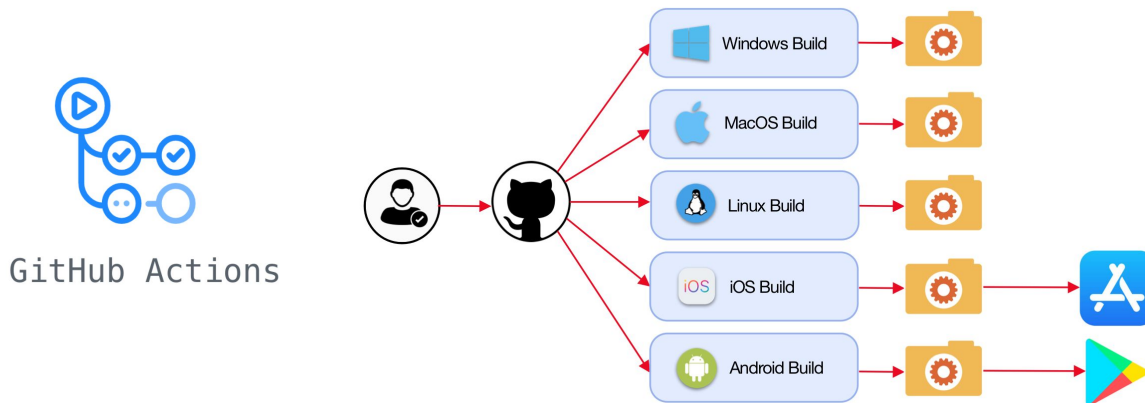 GitHub Actions
Windows Build
MacOS Build
Linux Build
iOS
iOS Build
Android Build